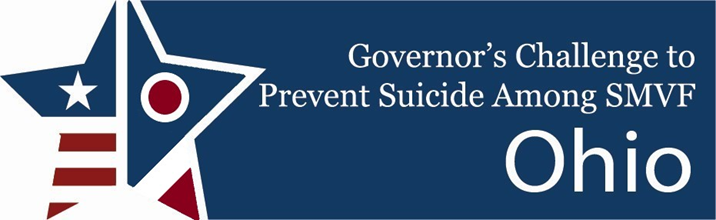 Governor’s Challenge to
Prevent Suicide Among SMVF
Ohio